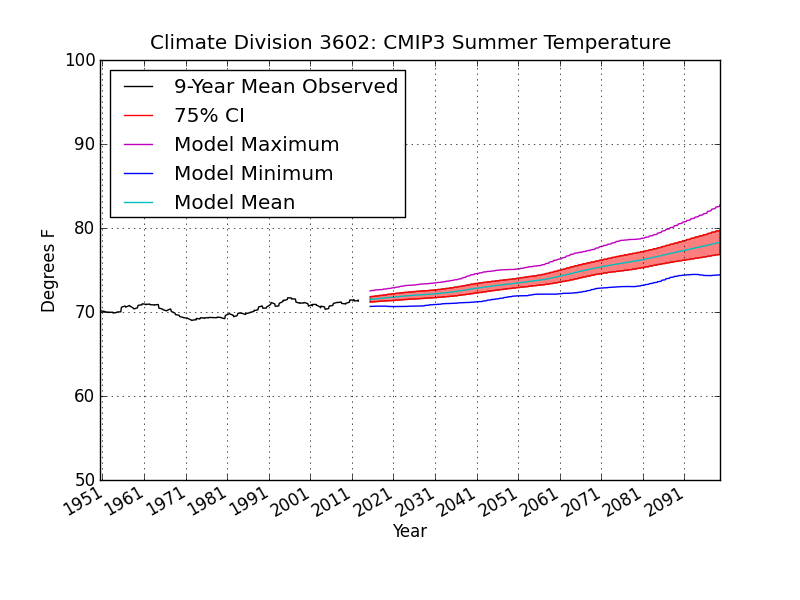 Climate Division 3602: CMIP3 Summer Temperature
100
90
80
70
60
50
Degrees F
9-Year Mean Observed
75% CI
Model Maximum
Model Minimum
Model Mean
1951 1961 1971 1981 1991 2001 2011 2021 2031 2041 2051 2061 2071 2081 2091
Year